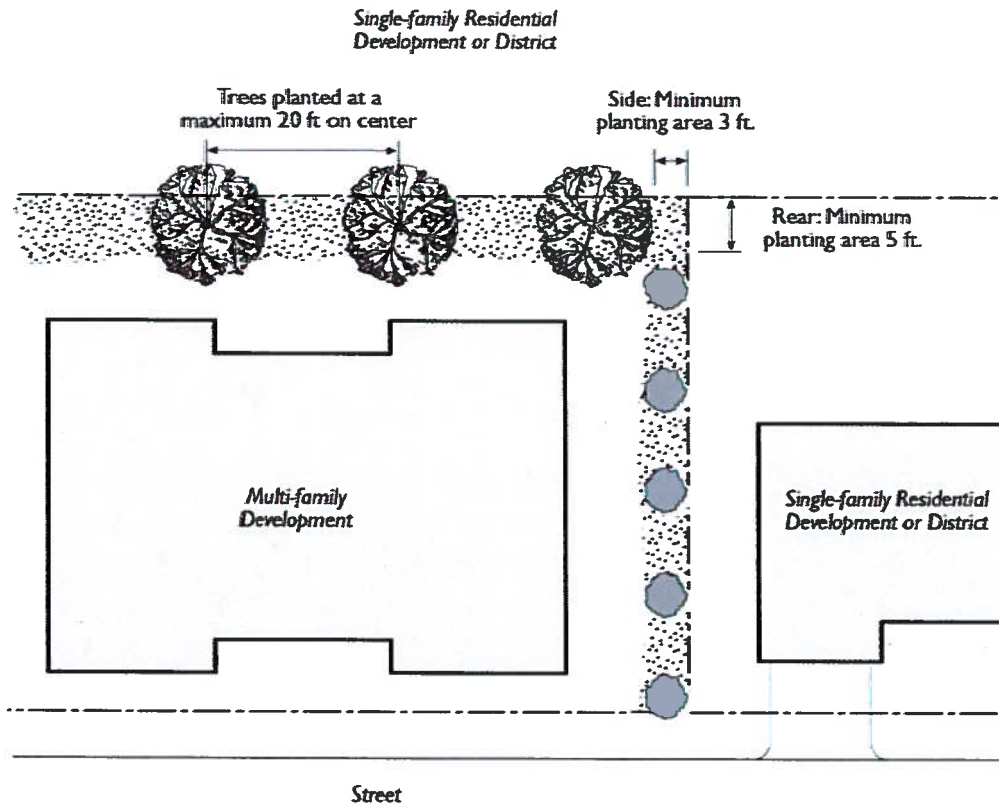 Single-family Residential
Development or District
Trees planted at a
maximum 20 ft on center
Side: Minimum
planting area 3 ft.
Rear: Minimum
planting area 5 ft.
Multi-family
Development
Single-family Residential
Development or District
Street